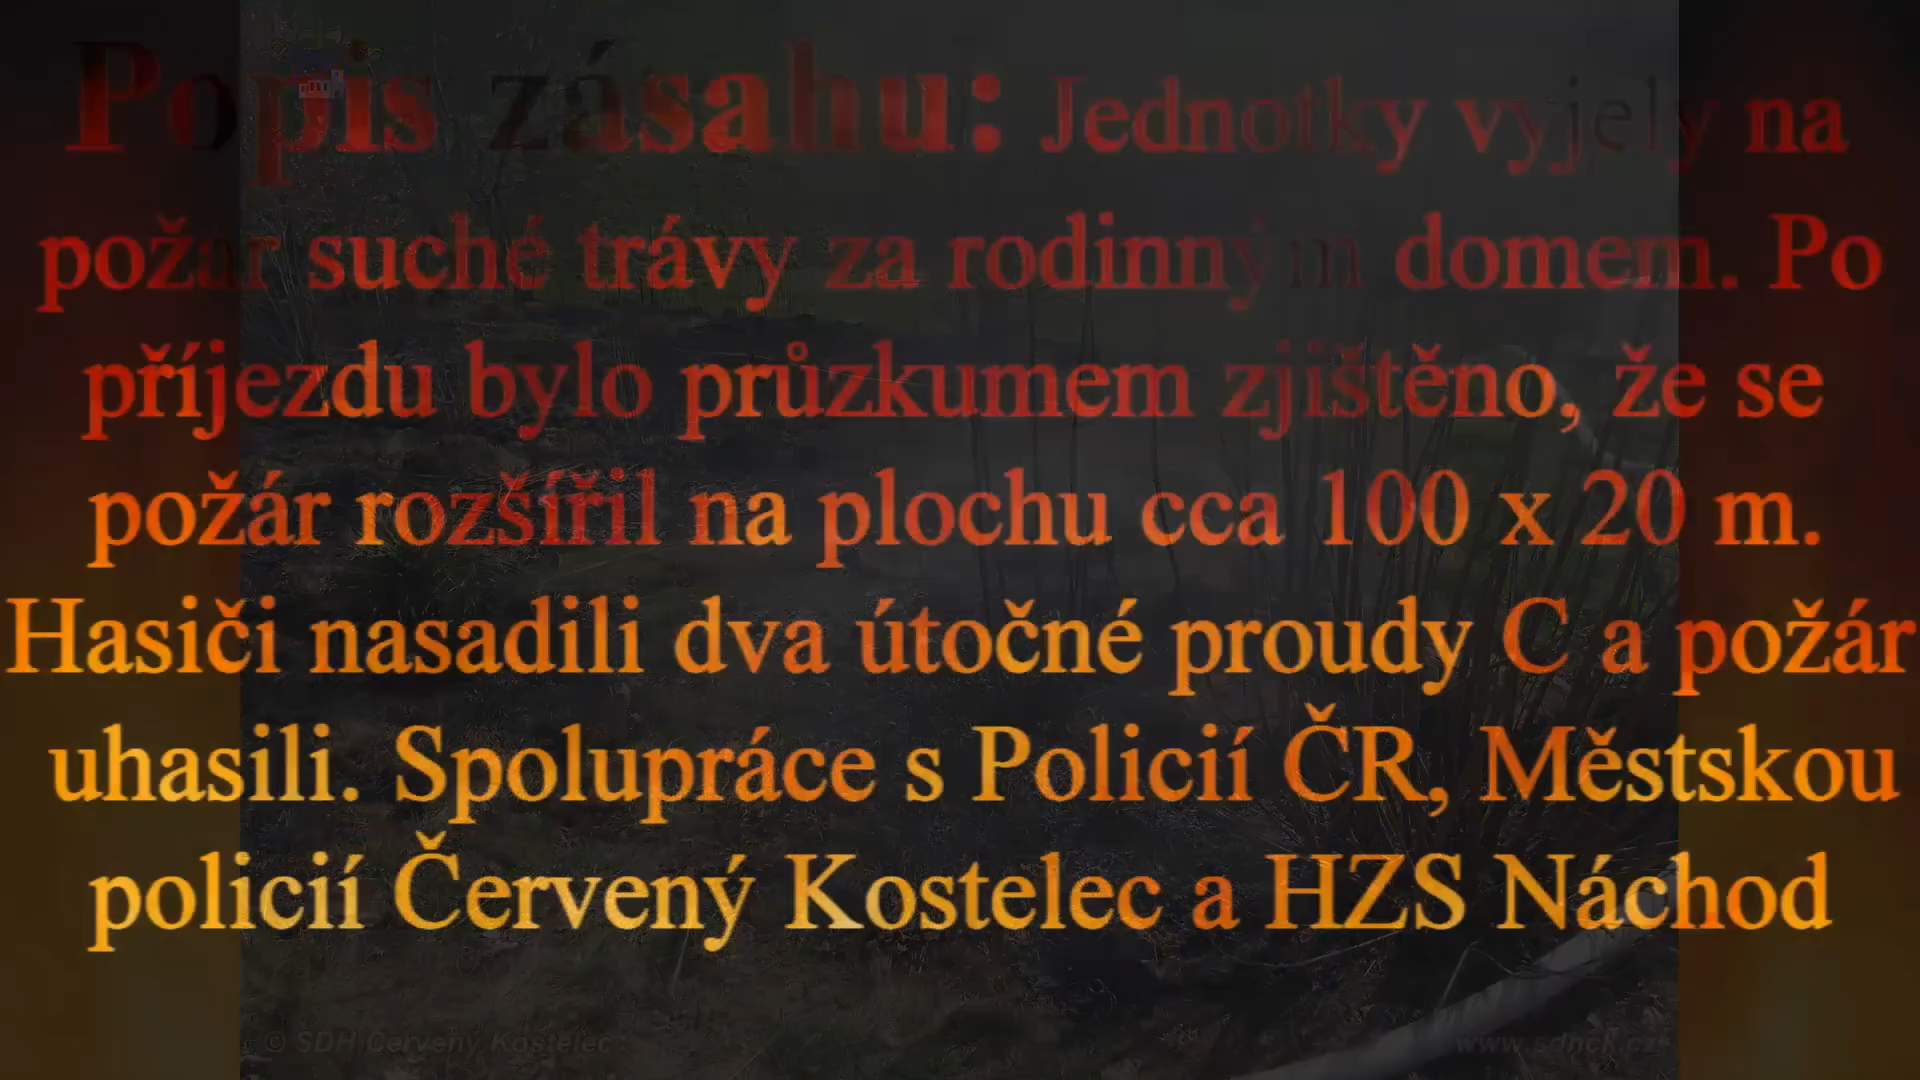 Popis zásahu: Jednotky vyjely na
požár suché trávy za rodinným domem. Po
příjezdu bylo průzkumem zjištěno, že se
požár rozšířil na plochu cca 100 x 20 m.
Hasiči nasadili dva útočné proudy C a požár
uhasili. Spolupráce s Policií ČR, Městskou
policií Červený Kostelec a HZS Náchod
© SDH Červený Kostelec
www.sdhck.cz